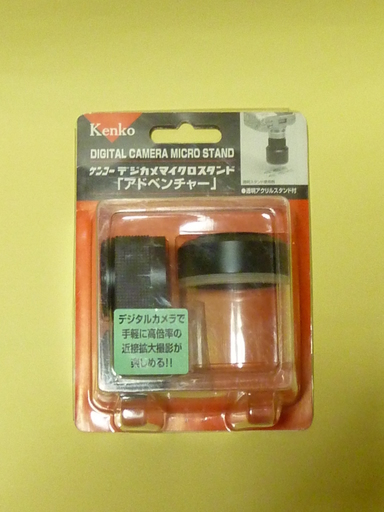 Kenko
DIGITAL CAMERA MICRO STAND
ケンコー デジカメマイクロスタンド
「アドベンチャー」
●透明アクリルスタンド付
デジタルカメラで
手軽に高倍率の
近接拡大撮影が
楽しめる!!